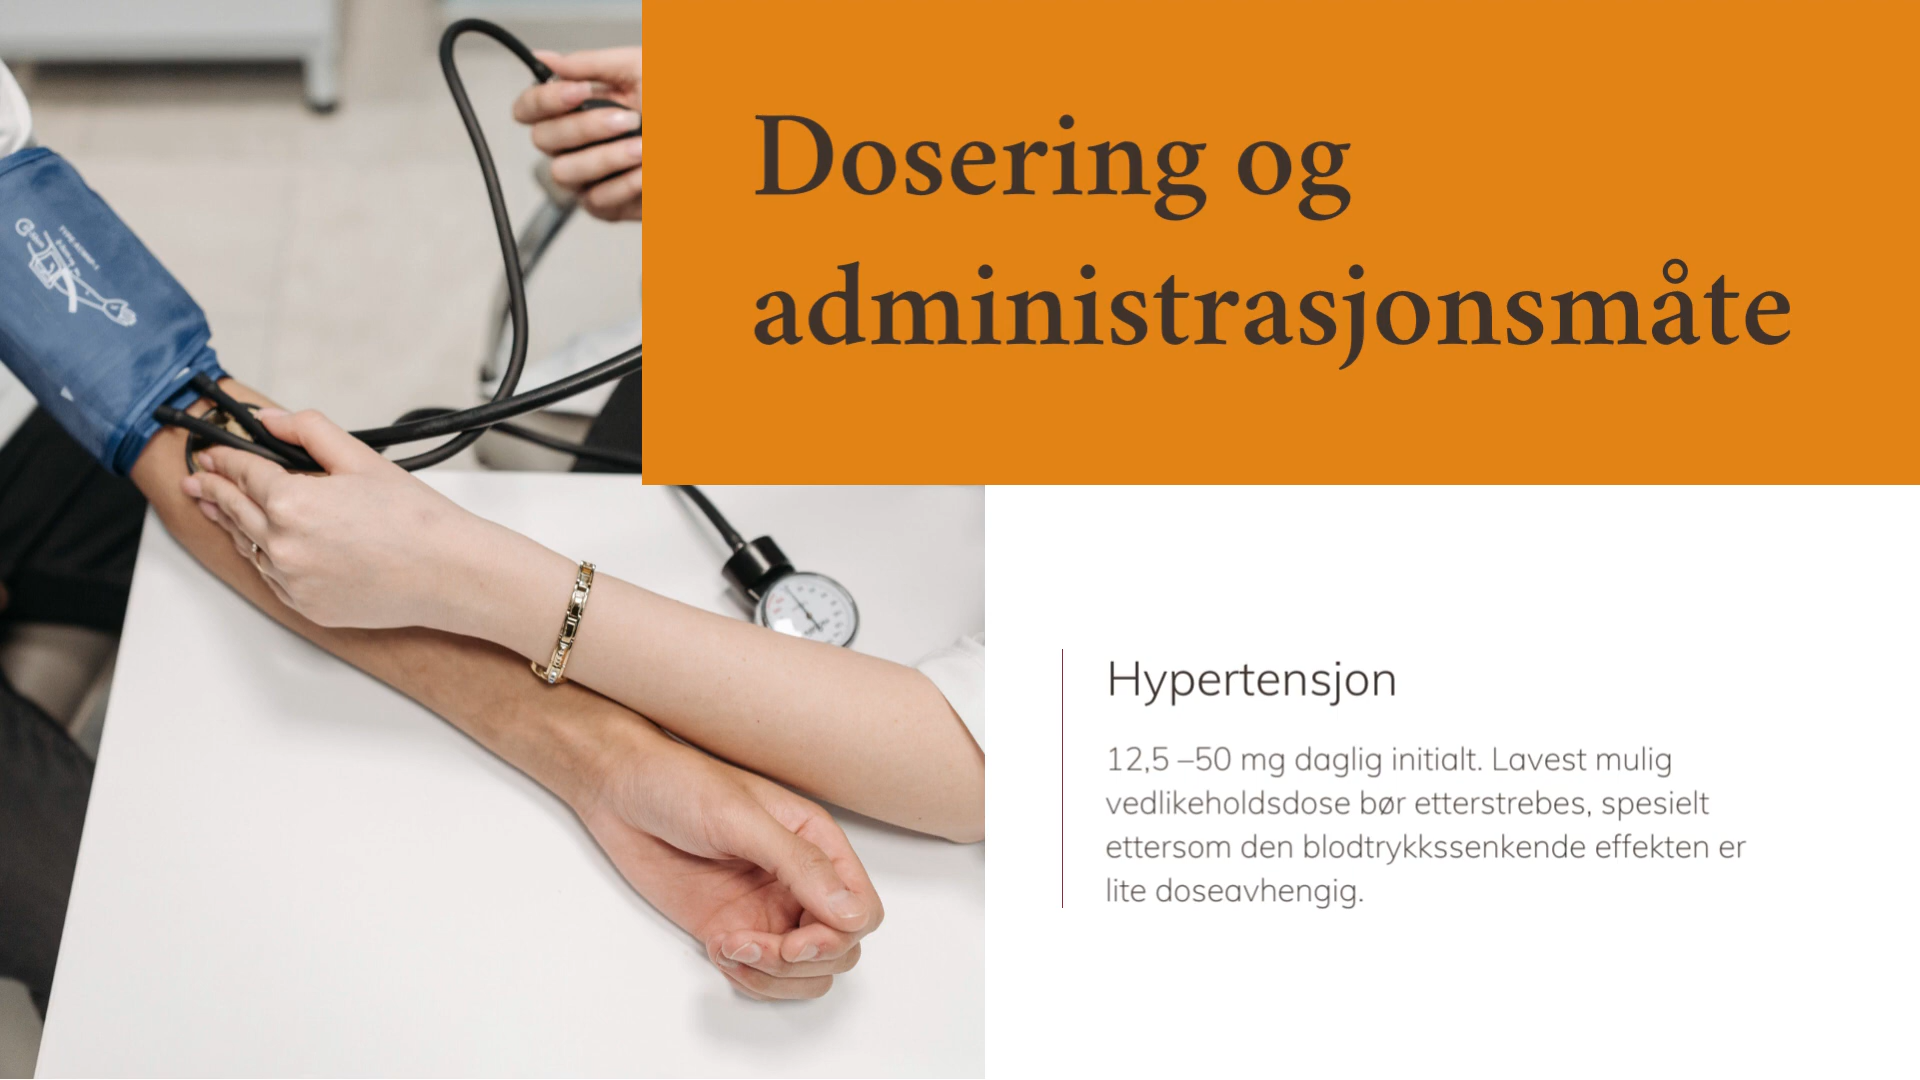 Dosering og
administrasjonsmåte
Hypertensjon
12,5 –50 mg daglig initialt. Lavest mulig
vedlikeholdsdose bør etterstrebes, spesielt
ettersom den blodtrykkssenkende effekten er
lite doseavhengig.